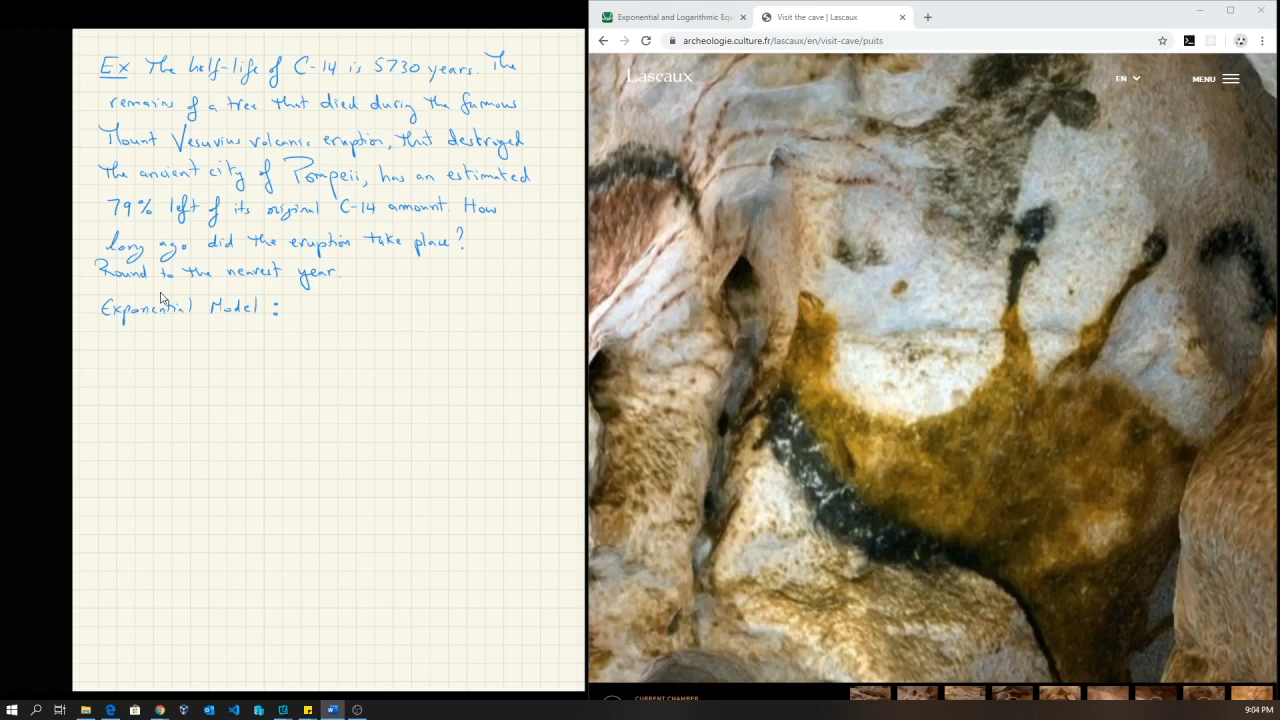 Ex The half-life of C-14 is 5730 years. The
remains of a tree that died during the famous
Mount Vesuvius volcanic eruption, that destroyed
the ancient city of Pompeii, has an estimated
79% left of its original C-14 amount. How
long ago did the eruption take place?
Round to the nearest year.
Exponential Model :
Exponential and Logarithmic Equ
Visit the cave | Lascaux
archeologie.culture.fr/lascaux/en/visit-cave/puits
Lascaux
EN
MENU
CURRENT CHAMBER
9:04 PM